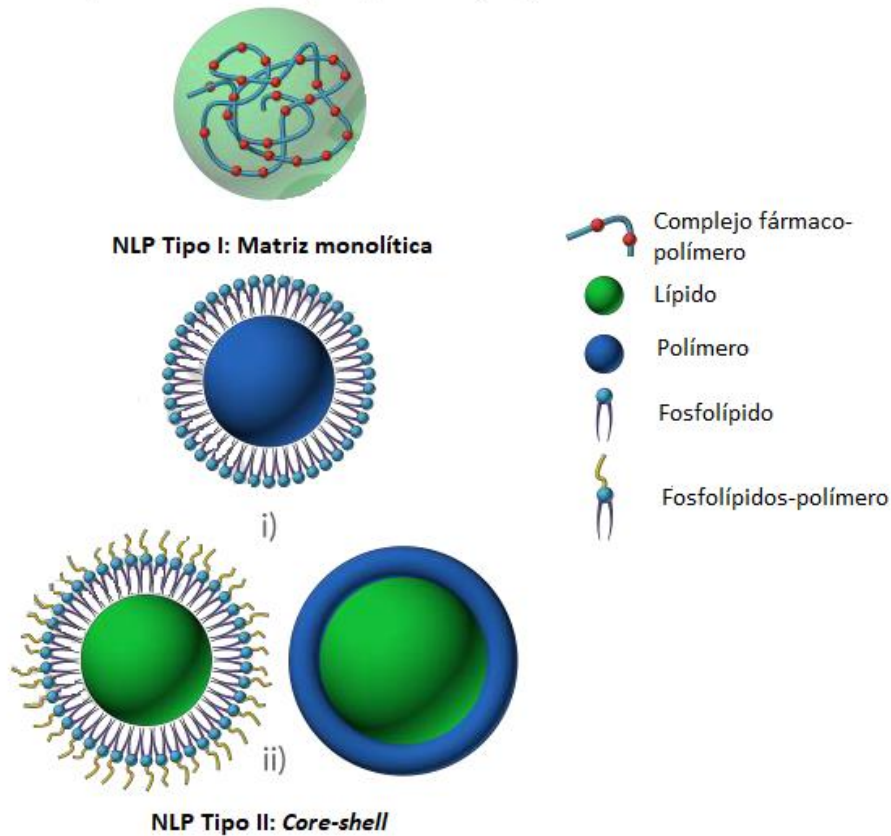 NLP Tipo I: Matriz monolítica
Complejo fármaco-
polímero
Lípido
Polímero
Fosfolípido
Fosfolípidos-polímero
i)
ii)
NLP Tipo II: Core-shell